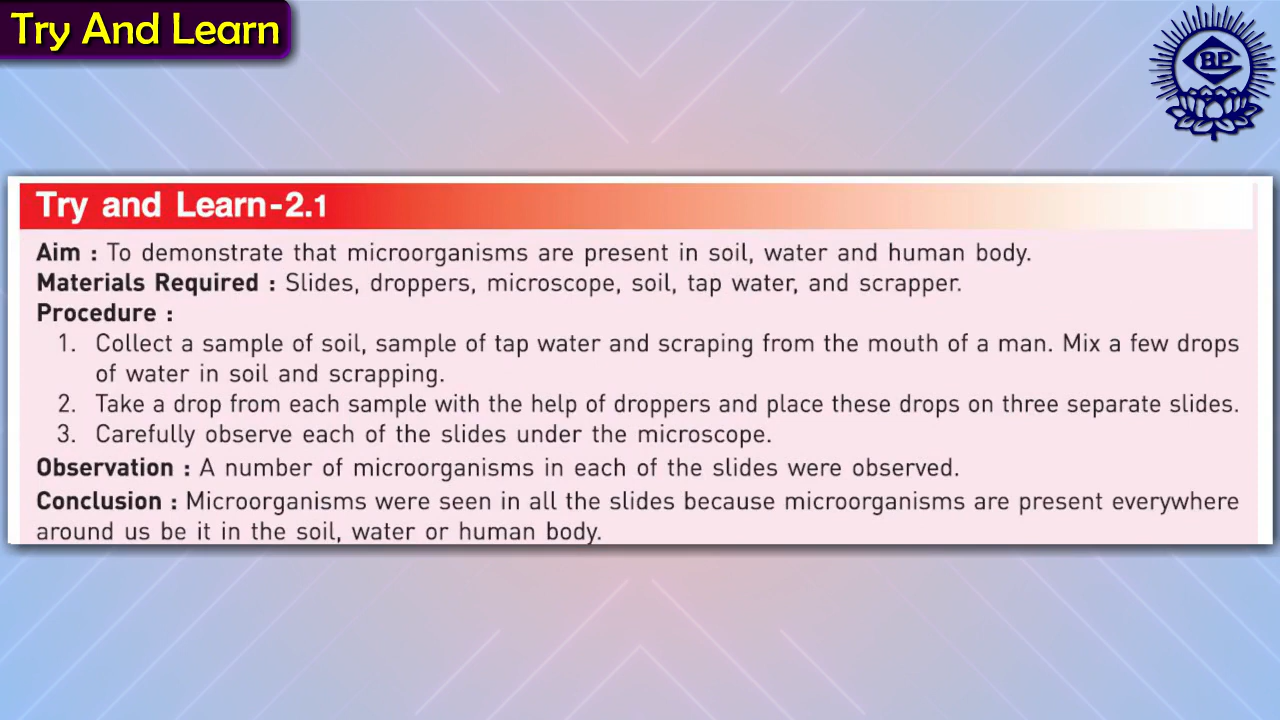 Try And Learn
BP
Try and Learn-2.1
Aim : To demonstrate that microorganisms are present in soil, water and human body.
Materials Required : Slides, droppers, microscope, soil, tap water, and scrapper.
Procedure :
1. Collect a sample of soil, sample of tap water and scraping from the mouth of a man. Mix a few drops
of water in soil and scrapping.
2. Take a drop from each sample with the help of droppers and place these drops on three separate slides.
3. Carefully observe each of the slides under the microscope.
Observation : A number of microorganisms in each of the slides were observed.
Conclusion : Microorganisms were seen in all the slides because microorganisms are present everywhere
around us be it in the soil, water or human body.